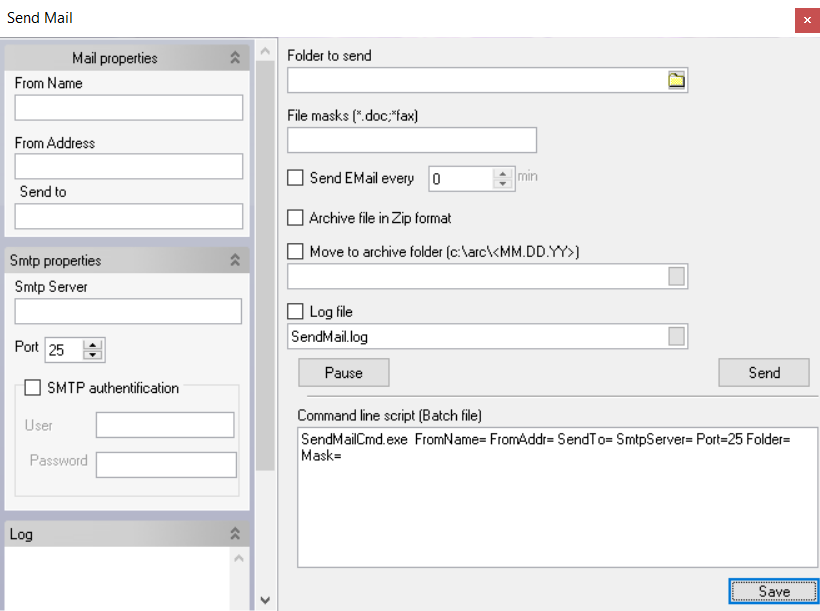 Send Mail
Mail properties
From Name
From Address
Send to
Smtp properties
Smtp Server
Port 25
SMTP authentification
User
Password
Log
Folder to send
File masks (*.doc;*fax)
Send EMail every 0 min
Archive file in Zip format
Move to archive folder (c:\arc\<MM.DD.YY>)
Log file
SendMail.log
Pause Send
Command line script (Batch file)
SendMailCmd.exe  FromName= FromAddr= SendTo= SmtpServer= Port=25 Folder=
Mask=
Save